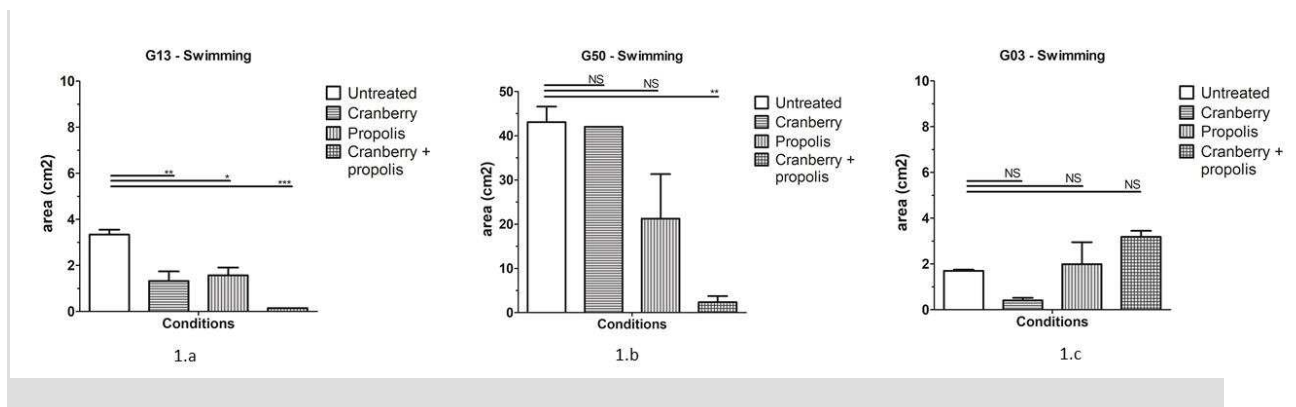 G13 - Swimming
10
8
6
4
2
0
area (cm2)
** 
*
***
Conditions
Untreated
Cranberry
Propolis
Cranberry +
propolis
1.a
G50 - Swimming
50
40
30
20
10
0
area (cm2)
NS
NS
**
Conditions
Untreated
Cranberry
Propolis
Cranberry +
propolis
1.b
G03 - Swimming
10
8
6
4
2
0
area (cm2)
NS
NS
NS
Conditions
Untreated
Cranberry
Propolis
Cranberry +
propolis
1.c